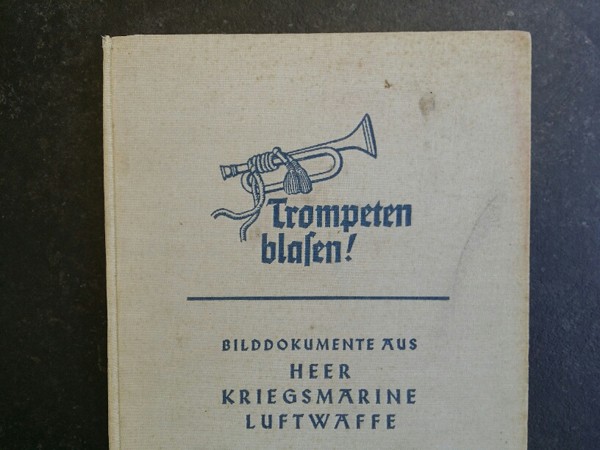 Trompeten
blaſen!
BILDDOKUMENTE AUS
HEER
KRIEGSMARINE
LUFTWAFFE